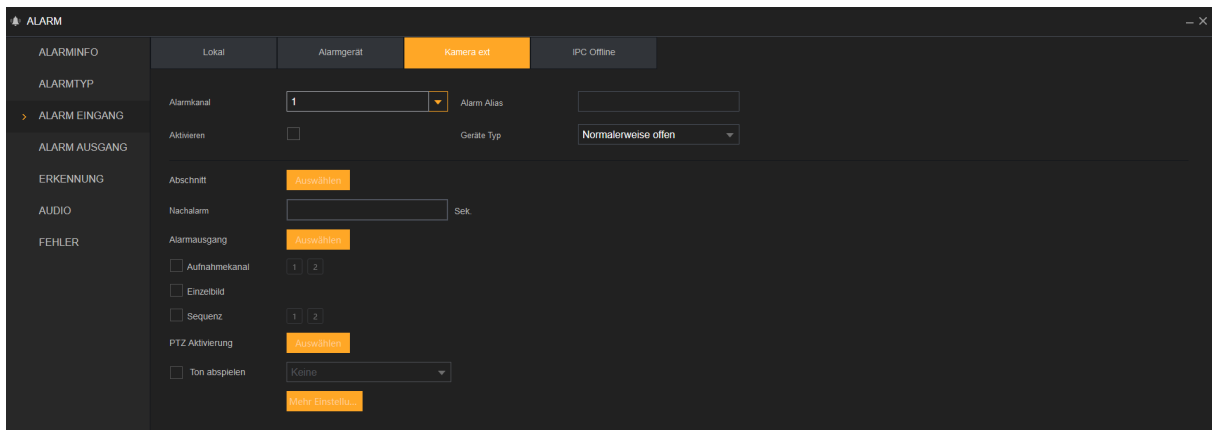 ALARM
ALARMINFO
ALARMTYP
ALARM EINGANG
ALARM AUSGANG
ERKENNUNG
AUDIO
FEHLER
Lokal Alarmgerät Kamera ext IPC Offline
Alarmkanal 1 Alarm Alias
Aktivieren Geräte Typ Normalerweise offen
Abschnitt Auswählen
Nachalarm Sek.
Alarmausgang Auswählen
Aufnahmekanal 1 2
Einzelbild
Sequenz 1 2
PTZ Aktivierung Auswählen
Ton abspielen Keine
Mehr Einstellu...